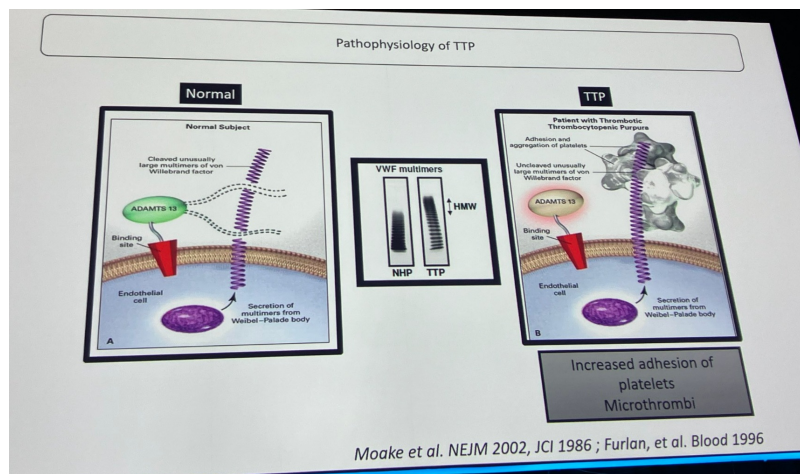 Pathophysiology of TTP
Normal
Normal Subject
Cleaved unusually
large multimers of von
Willebrand factor
ADAMTS 13
Binding
site
Endothelial
cell
Secretion of
multimers from
Weibel–Palade body
A
VWF multimers
HMW
NHP
TTP
TTP
Patient with Thrombotic
Thrombocytopenic Purpura
Adhesion and
aggregation of platelets
Uncleaved unusually
large multimers of von
Willebrand factor
ADAMTS 13
Binding
site
Endothelial
cell
Secretion of
multimers from
Weibel–Palade body
B
Increased adhesion of
platelets
Microthrombi
Moake et al. NEJM 2002, JCI 1986 ; Furlan, et al. Blood 1996